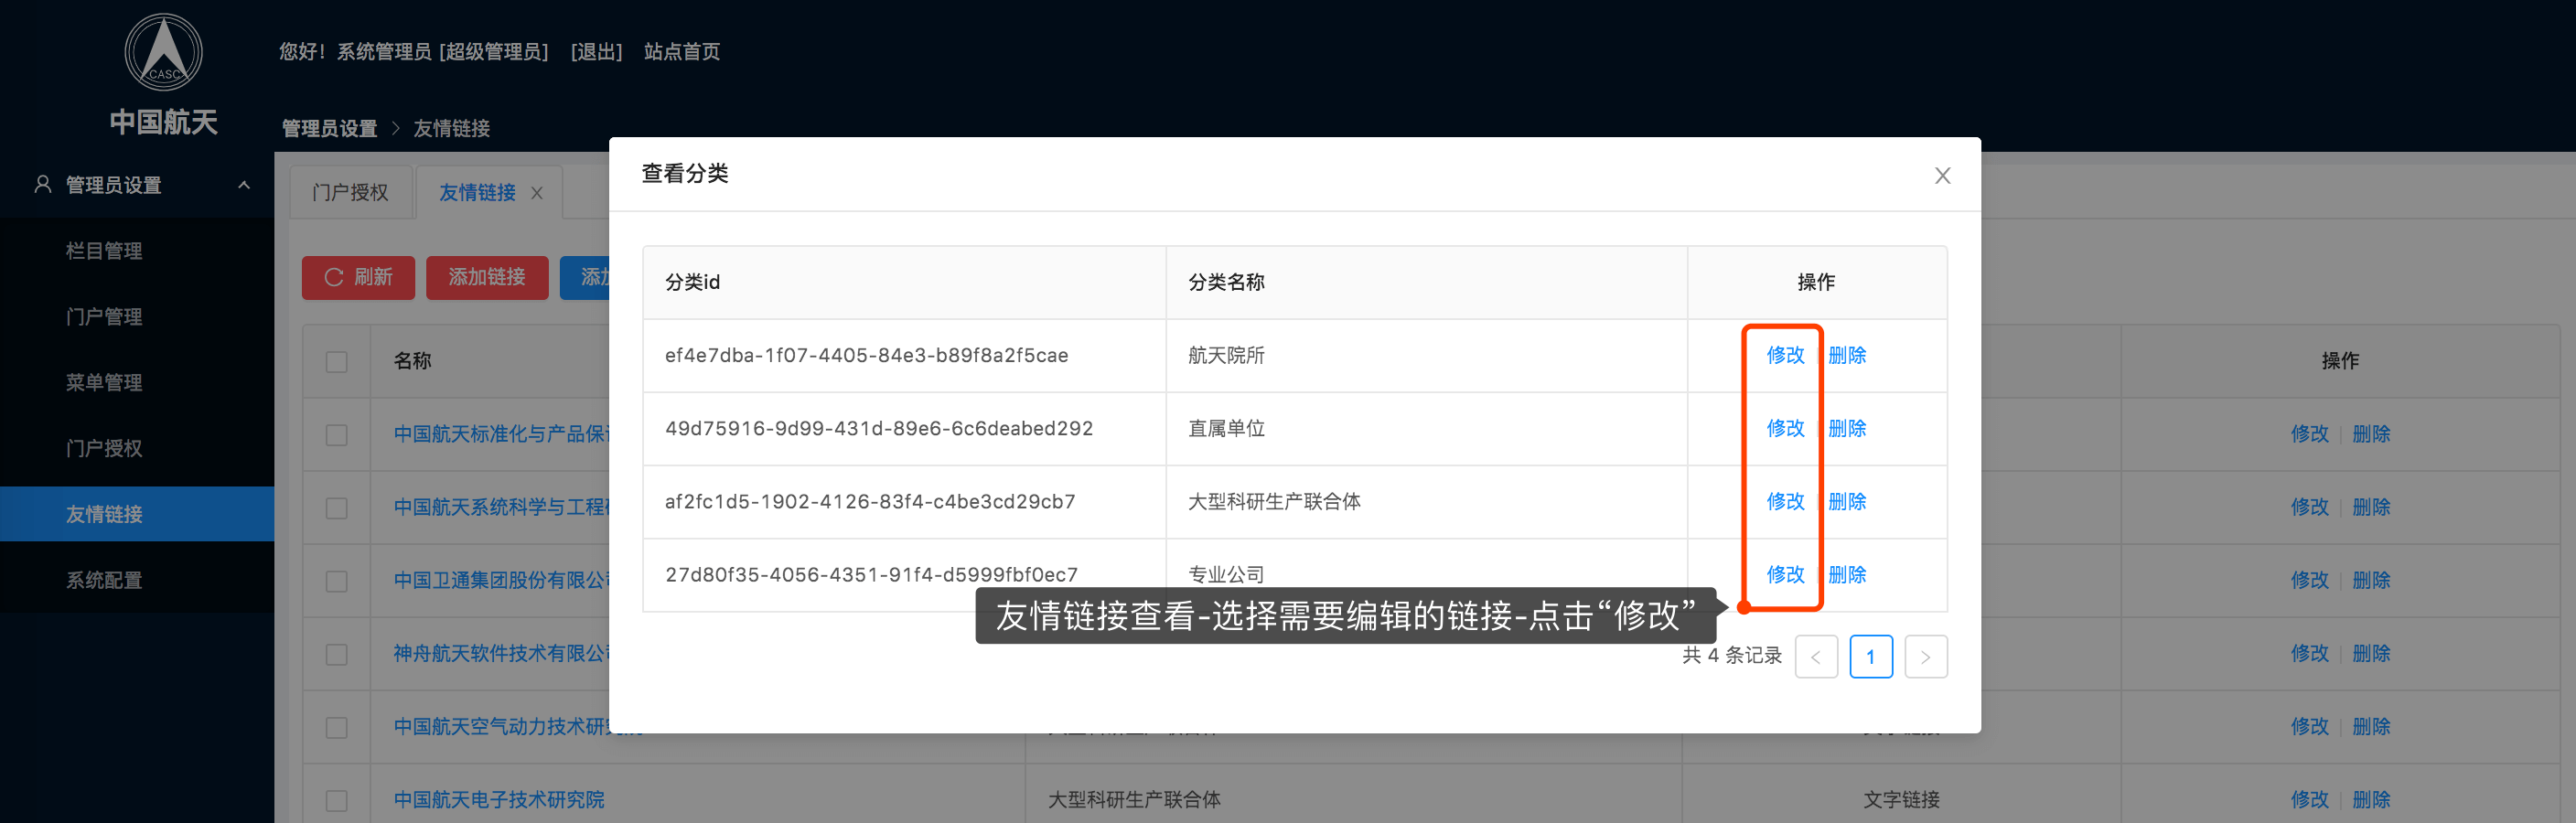 CASC
中国航天
您好！系统管理员 [超级管理员] [退出] 站点首页
管理员设置 > 友情链接
管理员设置
栏目管理
门户管理
菜单管理
门户授权
友情链接
系统配置
门户授权 友情链接
刷新 添加链接 添加
名称 操作
中国航天标准化与产品保 修改 删除
中国航天系统科学与工程 修改 删除
中国卫通集团股份有限公 修改 删除
神舟航天软件技术有限公 修改 删除
中国航天空气动力技术研 修改 删除
中国航天电子技术研究院 大型科研生产联合体 文字链接 修改 删除
查看分类
分类id 分类名称 操作
ef4e7dba-1f07-4405-84e3-b89f8a2f5cae 航天院所 修改 删除
49d75916-9d99-431d-89e6-6c6deabed292 直属单位 修改 删除
af2fc1d5-1902-4126-83f4-c4be3cd29cb7 大型科研生产联合体 修改 删除
27d80f35-4056-4351-91f4-d5999fbf0ec7 专业公司 修改 删除
友情链接查看-选择需要编辑的链接-点击“修改”
共 4 条记录 < 1 >